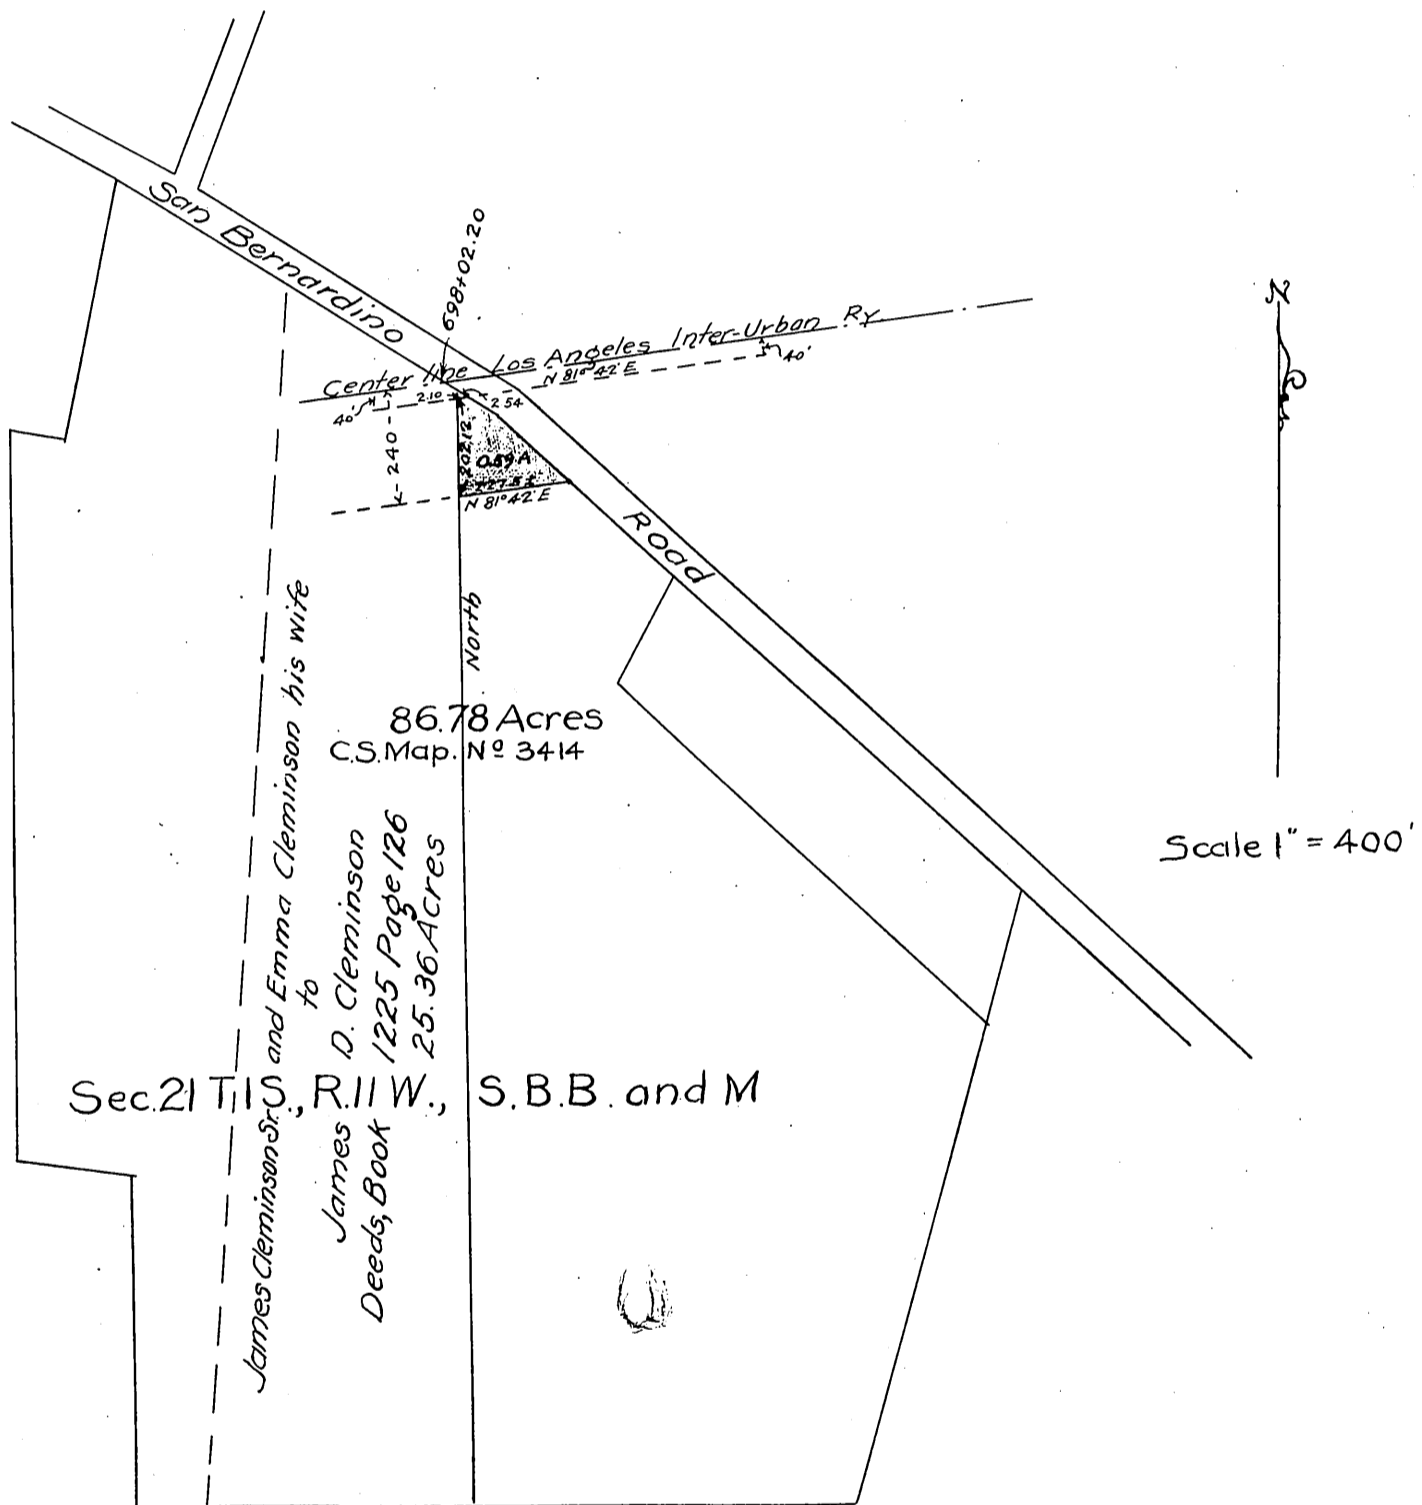 San Bernardino Road
698+02.20
Center line Los Angeles Inter-Urban Ry
N 81° 42' E
40'
40'
2.10
2.54
240
202.12
0.59 A
N 81° 42' E
North
N
86.78 Acres
C.S. Map. Nº 3414
Scale 1" = 400'
James Cleminson Sr. and Emma Cleminson his wife
to
James D. Cleminson
Deeds, Book 1225 Page 126
25.36 Acres
Sec. 21 T.1 S., R.11 W., S.B.B. and M